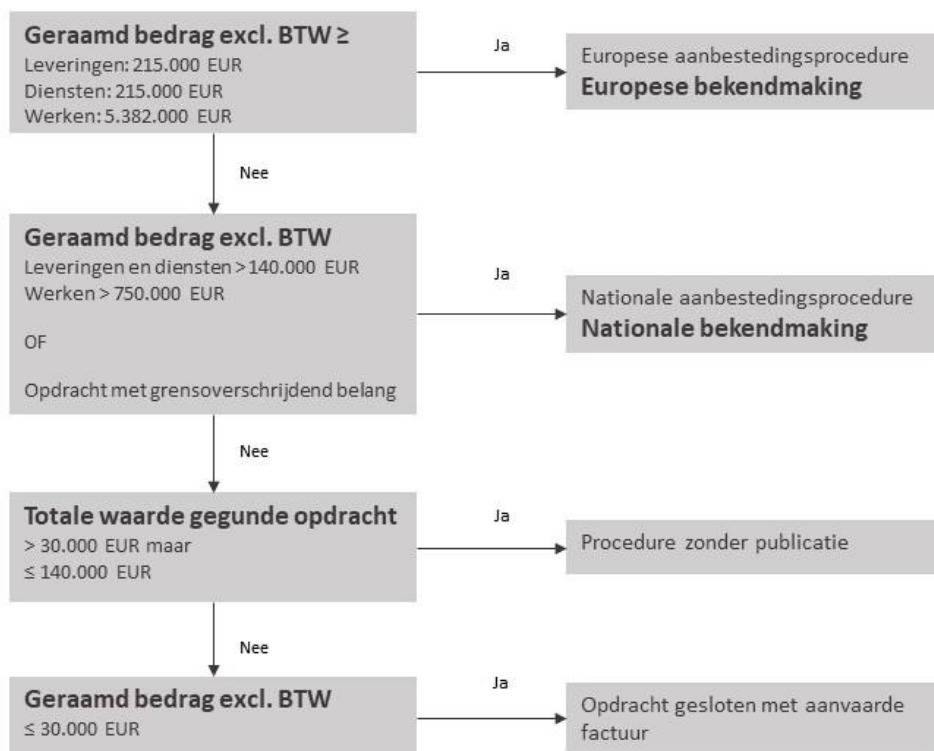 Geraamd bedrag excl. BTW ≥
Leveringen: 215.000 EUR
Diensten: 215.000 EUR
Werken: 5.382.000 EUR
Ja
Europese aanbestedingsprocedure
Europese bekendmaking
Nee
Geraamd bedrag excl. BTW
Leveringen en diensten > 140.000 EUR
Werken > 750.000 EUR
OF
Opdracht met grensoverschrijdend belang
Ja
Nationale aanbestedingsprocedure
Nationale bekendmaking
Nee
Totale waarde gegunde opdracht
> 30.000 EUR maar
≤ 140.000 EUR
Ja
Procedure zonder publicatie
Nee
Geraamd bedrag excl. BTW
≤ 30.000 EUR
Ja
Opdracht gesloten met aanvaarde
factuur